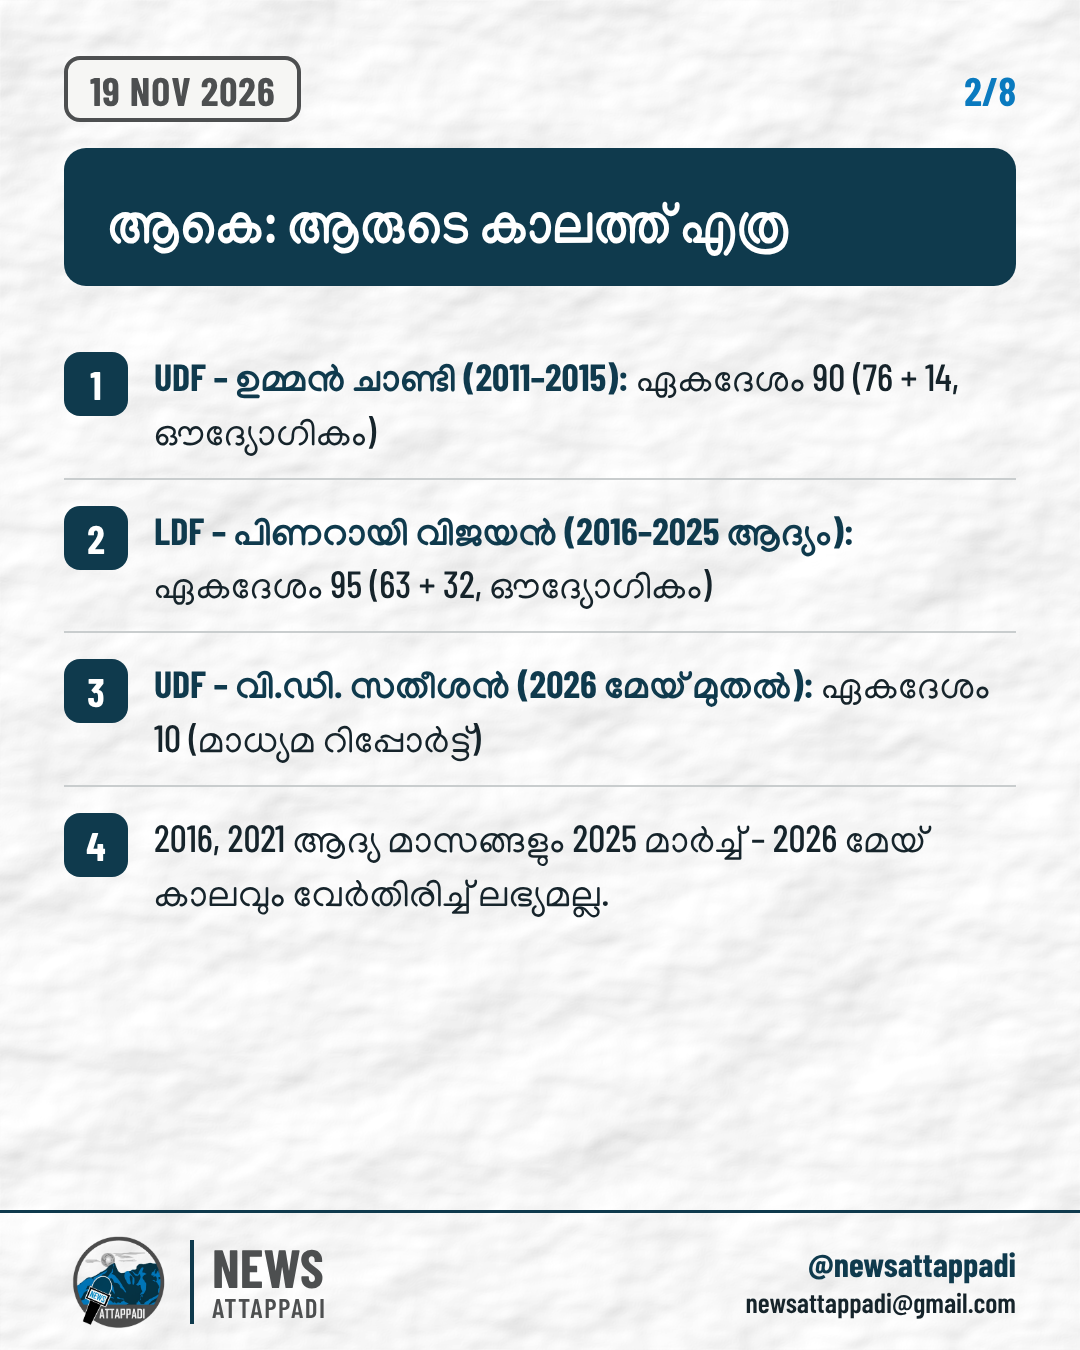 19 NOV 2026
2/8
ആകെ: ആരുടെ കാലത്ത് എത്ര
1
UDF – ഉമ്മൻ ചാണ്ടി (2011–2015): ഏകദേശം 90 (76 + 14,
ഔദ്യോഗികം)
2
LDF – പിണറായി വിജയൻ (2016–2025 ആദ്യം):
ഏകദേശം 95 (63 + 32, ഔദ്യോഗികം)
3
UDF – വി.ഡി. സതീശൻ (2026 മേയ് മുതൽ): ഏകദേശം
10 (മാധ്യമ റിപ്പോർട്ട്)
4
2016, 2021 ആദ്യ മാസങ്ങളും 2025 മാർച്ച് – 2026 മേയ്
കാലവും വേർതിരിച്ച് ലഭ്യമല്ല.
NEWS
ATTAPPADI
NEWS
ATTAPPADI
@newsattappadi
newsattappadi@gmail.com